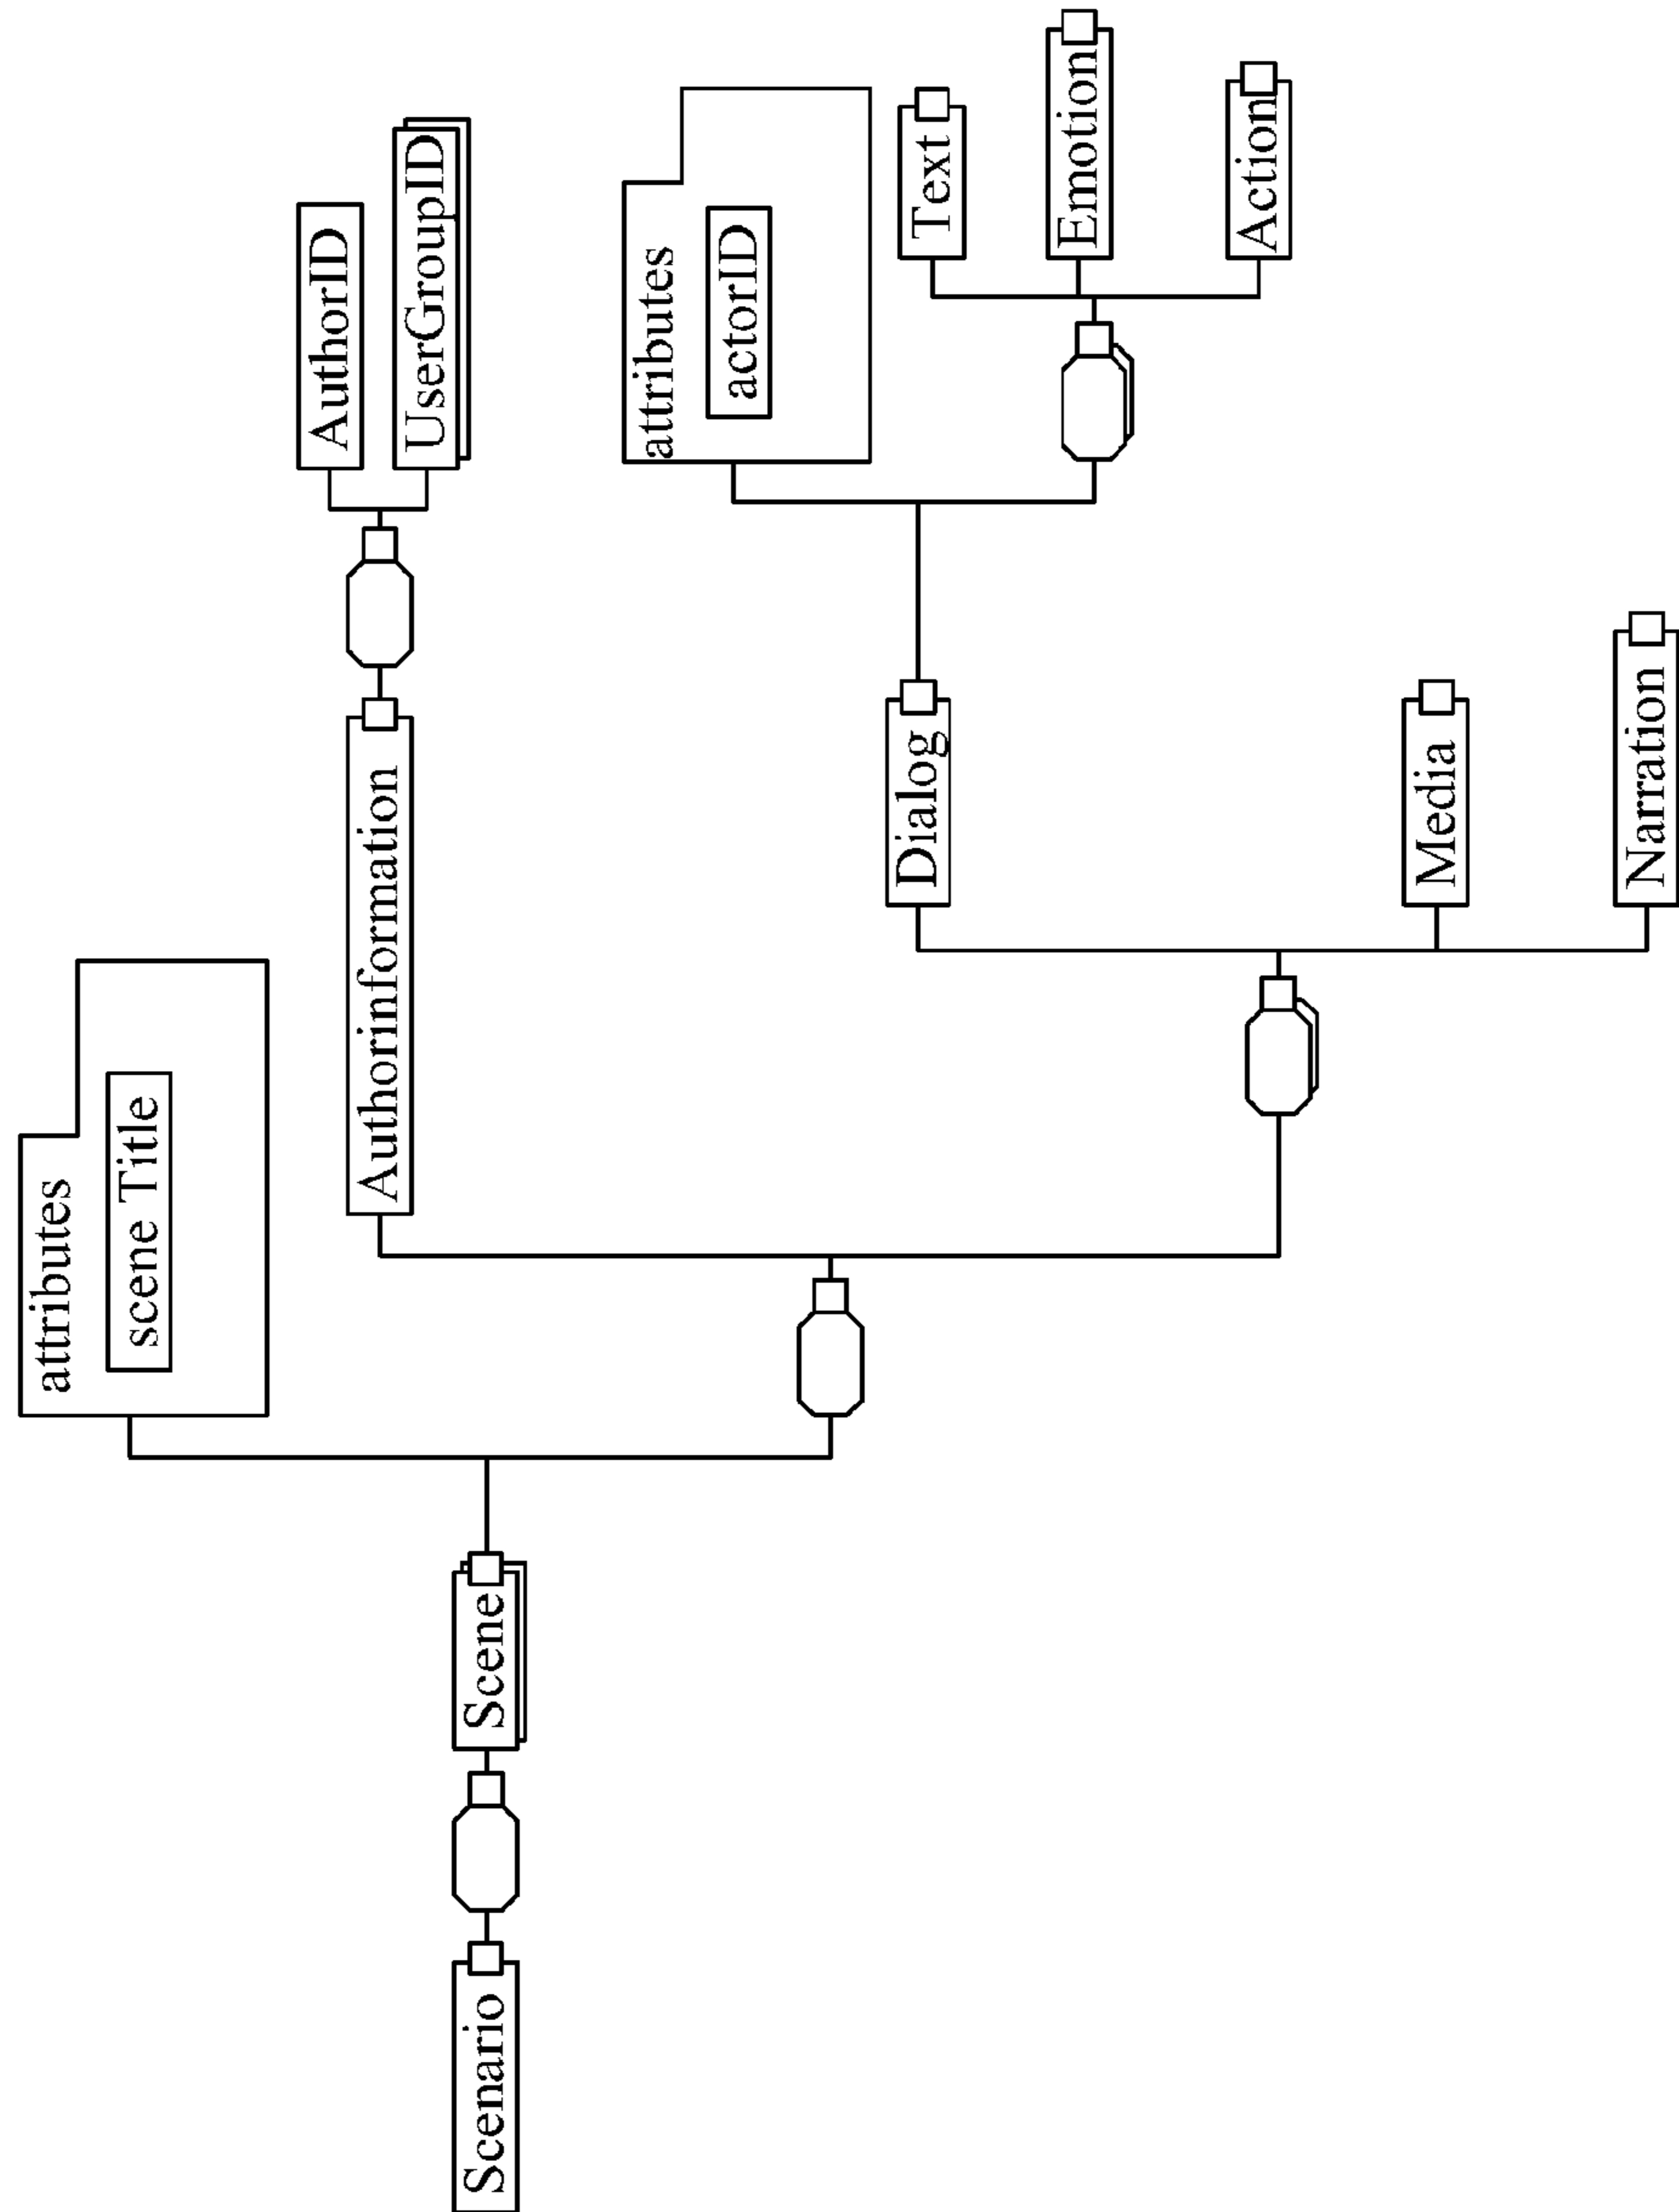 Scenario
Scene
attributes
scene Title
Authorinformation
AuthorID
UserGroupID
Dialog
attributes
actorID
Text
Emotion
Action
Media
Narration